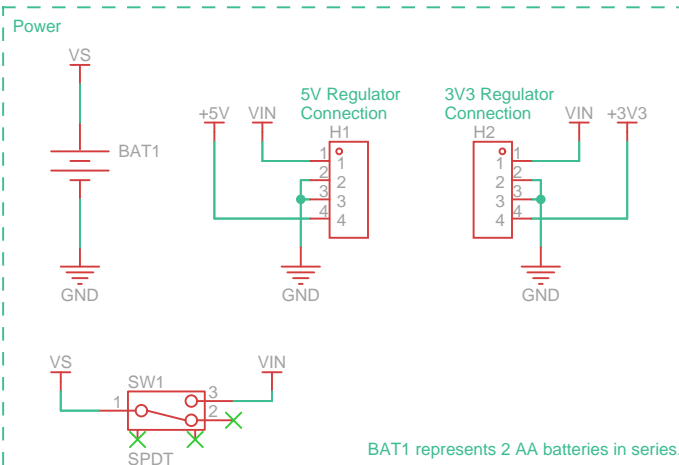 Power
VS
BAT1
GND
5V Regulator
Connection
+5V VIN
H1
1 1
2 2
3 3
4 4
GND
3V3 Regulator
Connection
VIN +3V3
H2
1 1
2 2
3 3
4 4
GND
VS
VIN
SW1
1
3
2
SPDT
BAT1 represents 2 AA batteries in series.